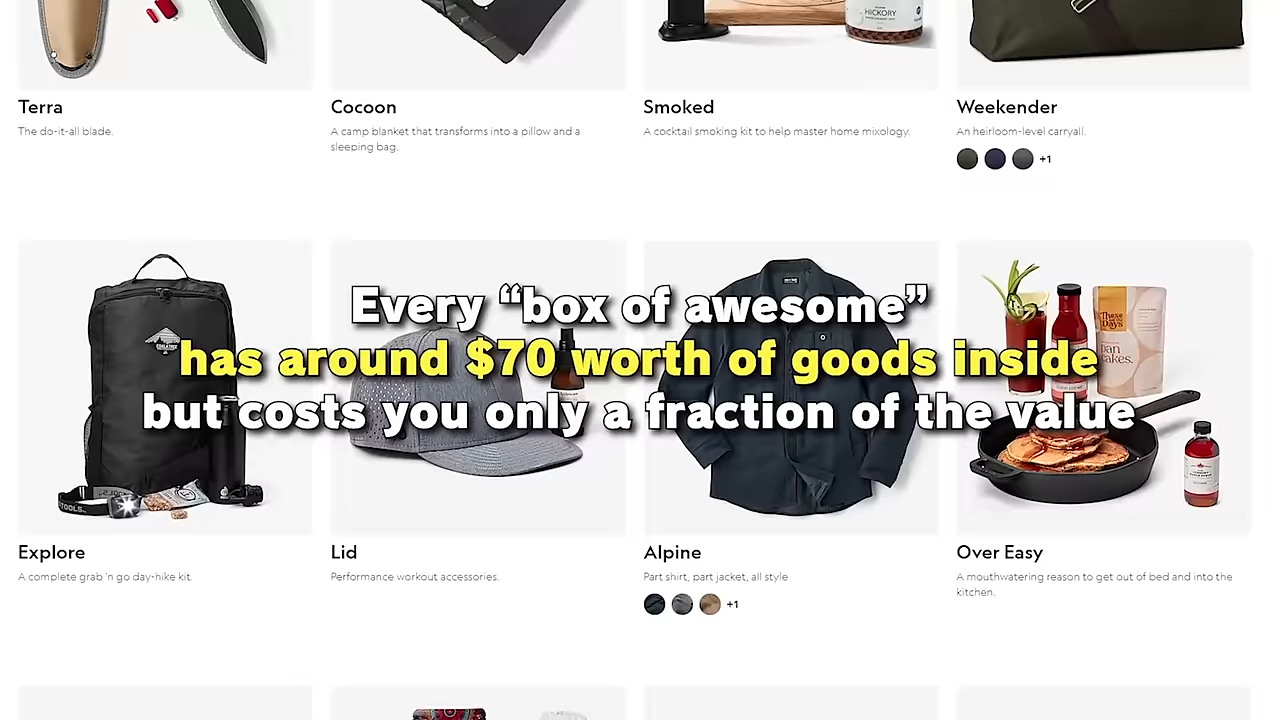 HICKORY
Terra
The do-it-all blade.
Cocoon
A camp blanket that transforms into a pillow and a
sleeping bag.
Smoked
A cocktail smoking kit to help master home mixology.
Weekender
An heirloom-level carryall.
+1
Every “box of awesome”
has around $70 worth of goods inside
but costs you only a fraction of the value
Explore
A complete grab 'n go day-hike kit.
Lid
Performance workout accessories.
Alpine
Part shirt, part jacket, all style
+1
Over Easy
A mouthwatering reason to get out of bed and into the
kitchen.